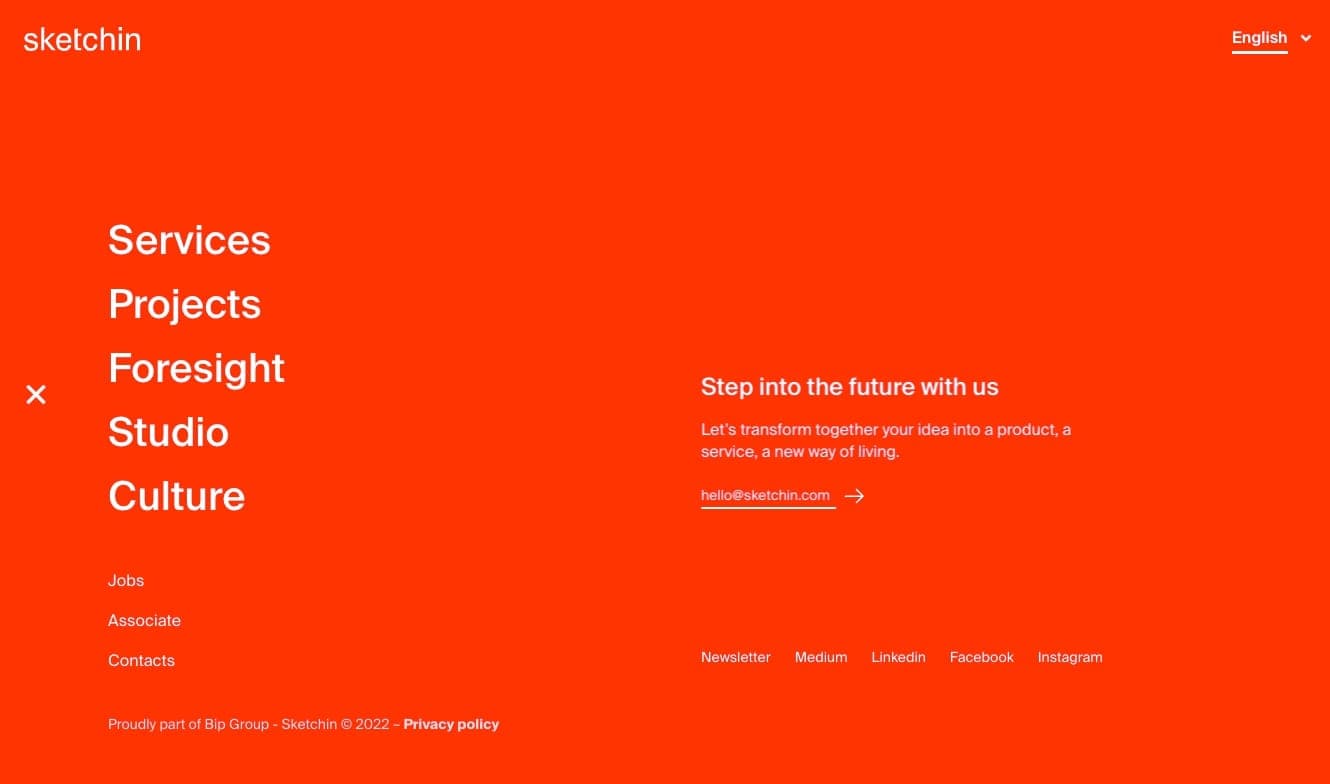 sketchin
English
Services
Projects
Foresight
Studio
Culture
Step into the future with us
Let's transform together your idea into a product, a
service, a new way of living.
hello@sketchin.com
Jobs
Associate
Contacts
Newsletter Medium Linkedin Facebook Instagram
Proudly part of Bip Group - Sketchin © 2022 – Privacy policy